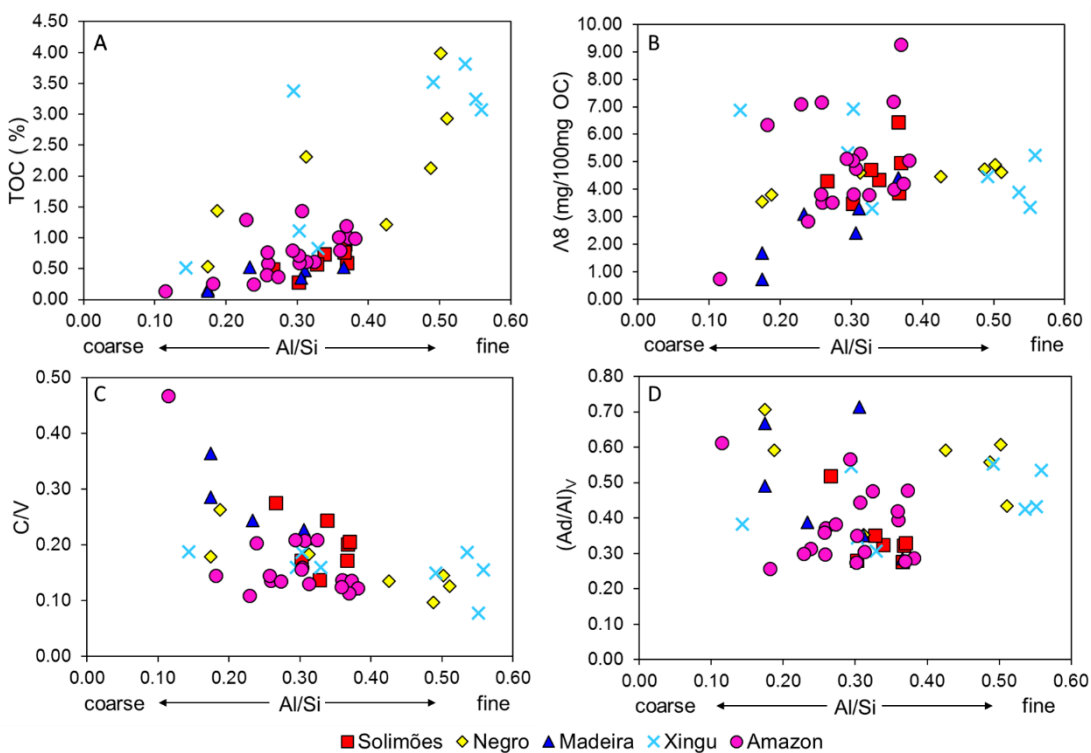 A
TOC ( %)
4.50
4.00
3.50
3.00
2.50
2.00
1.50
1.00
0.50
0.00
0.00 0.10 0.20 0.30 0.40 0.50 0.60
coarse Al/Si fine
B
Λ8 (mg/100mg OC)
10.00
9.00
8.00
7.00
6.00
5.00
4.00
3.00
2.00
1.00
0.00
0.00 0.10 0.20 0.30 0.40 0.50 0.60
coarse Al/Si fine
C
C/V
0.50
0.40
0.30
0.20
0.10
0.00
0.00 0.10 0.20 0.30 0.40 0.50 0.60
coarse Al/Si fine
D
(Ad/Al)v
0.80
0.70
0.60
0.50
0.40
0.30
0.20
0.10
0.00
0.00 0.10 0.20 0.30 0.40 0.50 0.60
coarse Al/Si fine
Solimões Negro Madeira Xingu Amazon